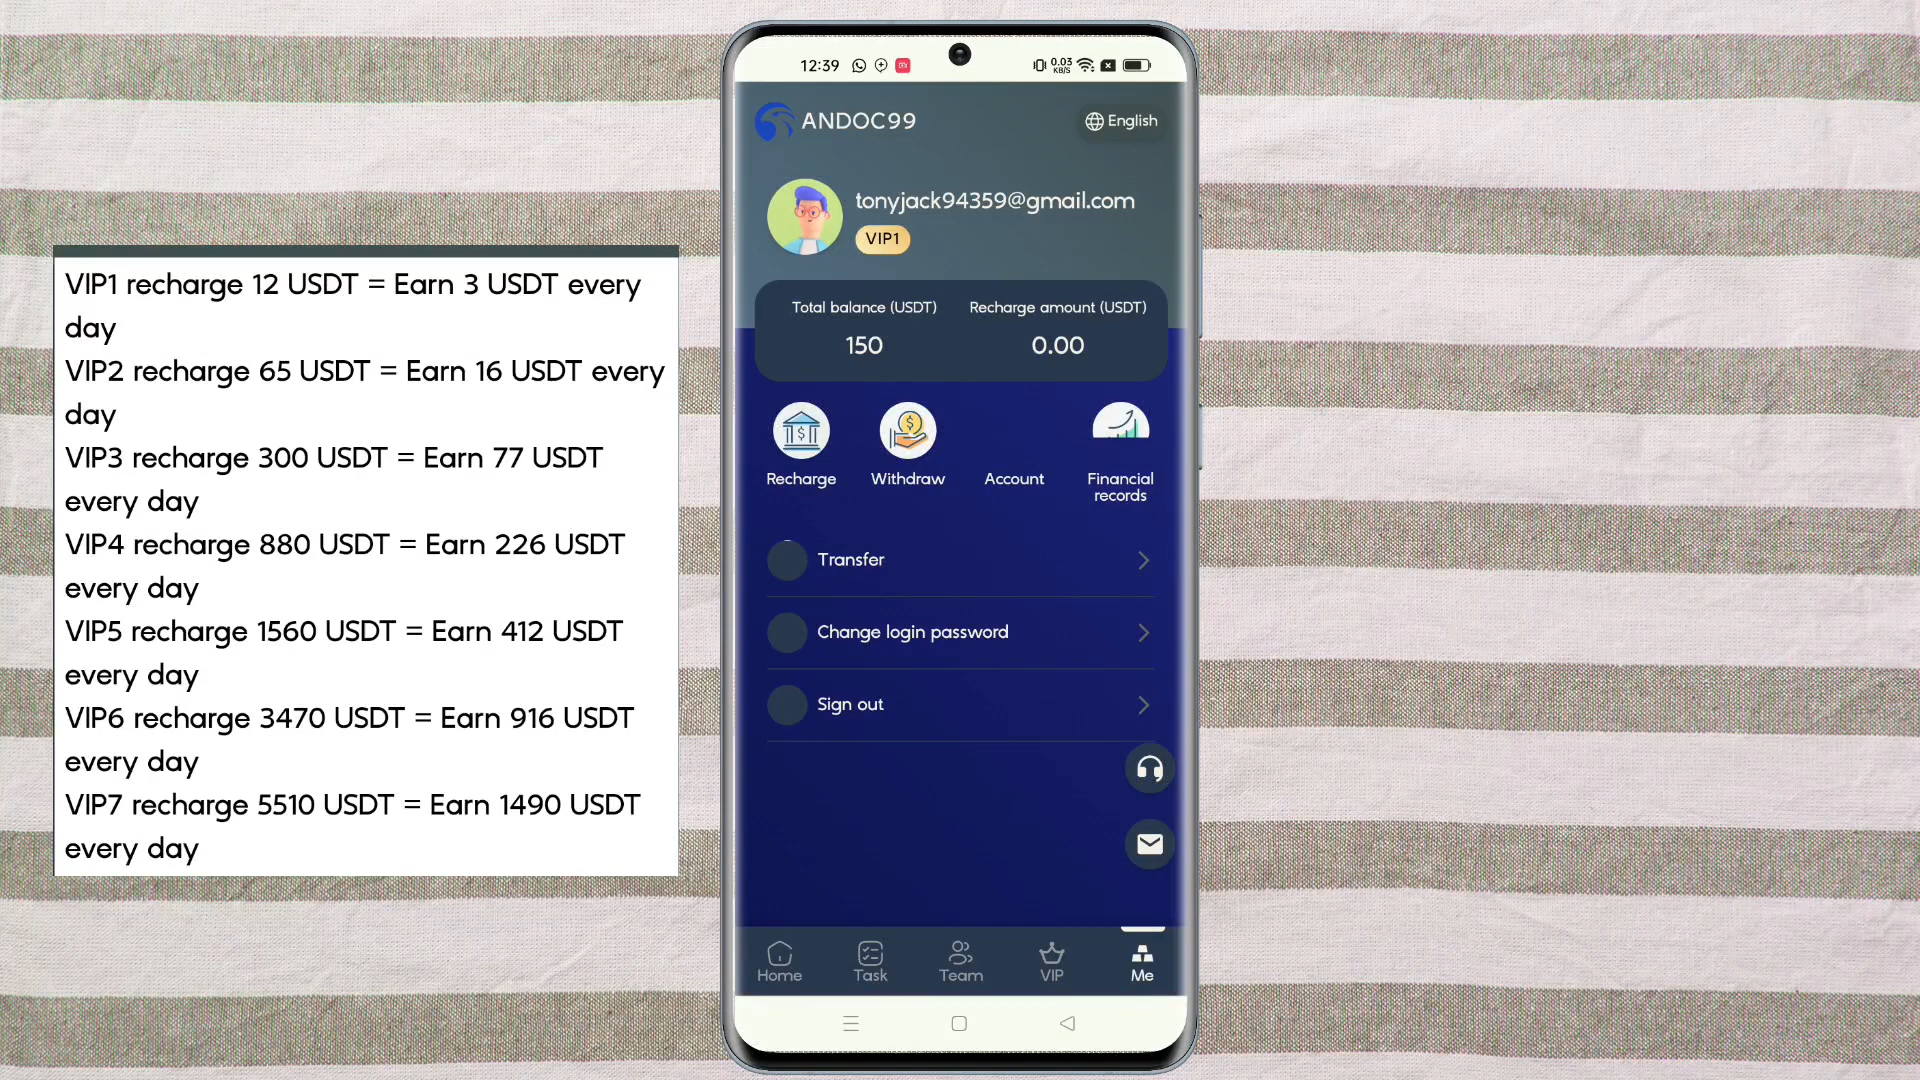 VIP1 recharge 12 USDT = Earn 3 USDT every
day
VIP2 recharge 65 USDT = Earn 16 USDT every
day
VIP3 recharge 300 USDT = Earn 77 USDT
every day
VIP4 recharge 880 USDT = Earn 226 USDT
every day
VIP5 recharge 1560 USDT = Earn 412 USDT
every day
VIP6 recharge 3470 USDT = Earn 916 USDT
every day
VIP7 recharge 5510 USDT = Earn 1490 USDT
every day
12:39
0.03
KB/S
ANDOC99
English
tonyjack94359@gmail.com
VIP1
Total balance (USDT)
Recharge amount (USDT)
150
0.00
Recharge
Withdraw
Account
Financial
records
Transfer
Change login password
Sign out
Home
Task
Team
VIP
Me